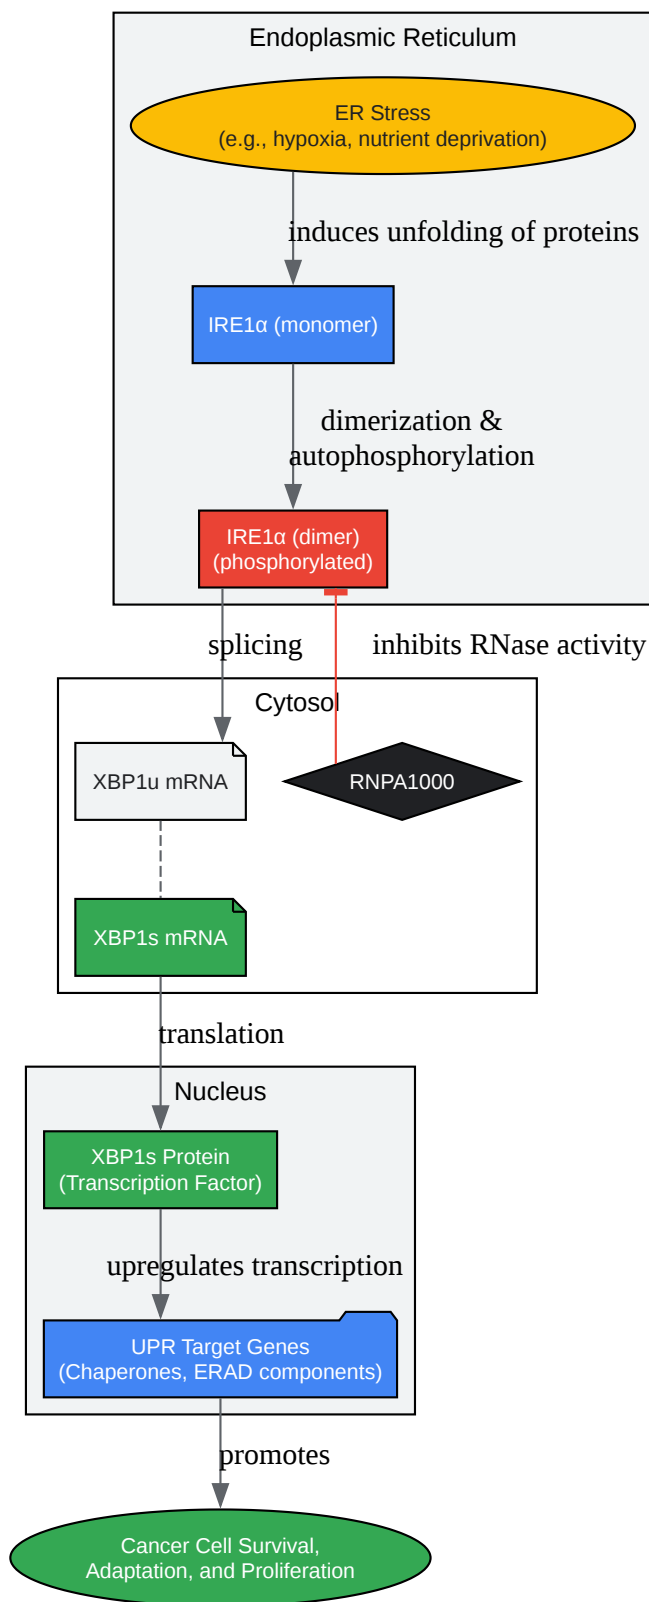 Endoplasmic Reticulum
ER Stress
(e.g., hypoxia, nutrient deprivation)
induces unfolding of proteins
IRE1α (monomer)
dimerization &
autophosphorylation
IRE1α (dimer)
(phosphorylated)
splicing
inhibits RNase activity
Cytosol
XBP1u mRNA
RNPA1000
XBP1s mRNA
translation
Nucleus
XBP1s Protein
(Transcription Factor)
upregulates transcription
UPR Target Genes
(Chaperones, ERAD components)
promotes
Cancer Cell Survival,
Adaptation, and Proliferation